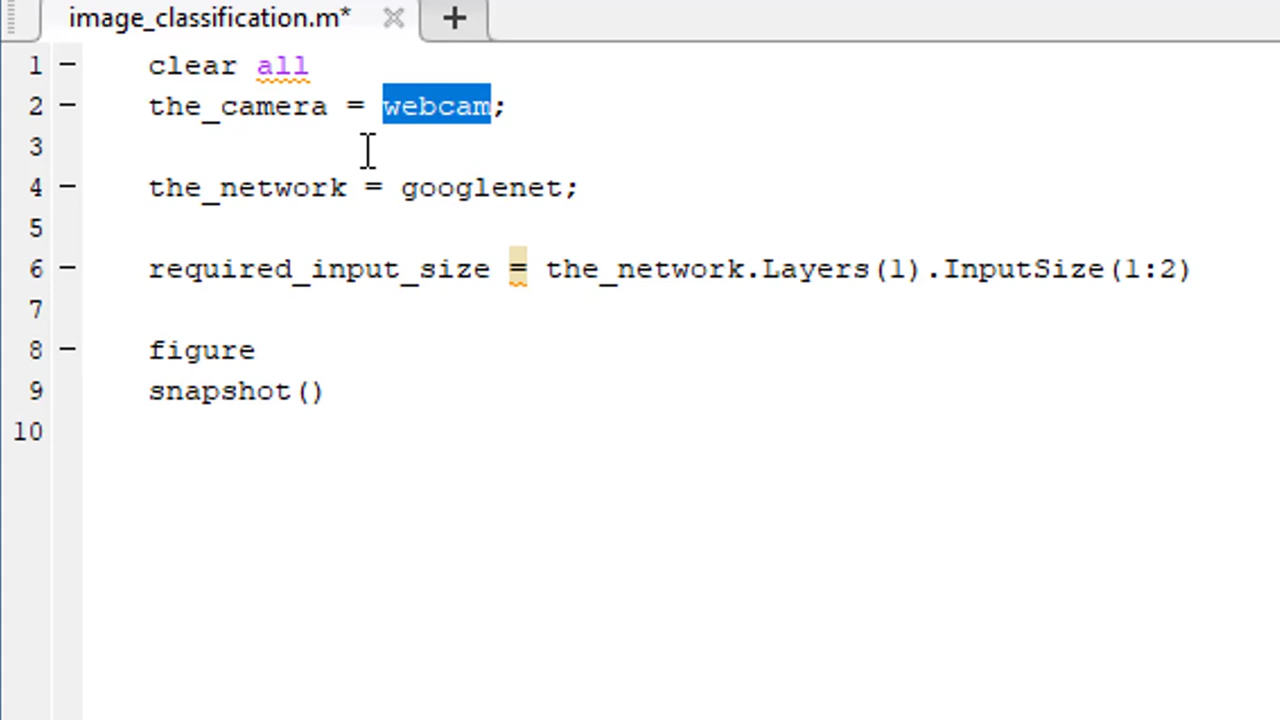 image_classification.m*
1 clear all
2 the_camera = webcam;
3
4 the_network = googlenet;
5
6 required_input_size = the_network.Layers(1).InputSize(1:2)
7
8 figure
9 snapshot()
10